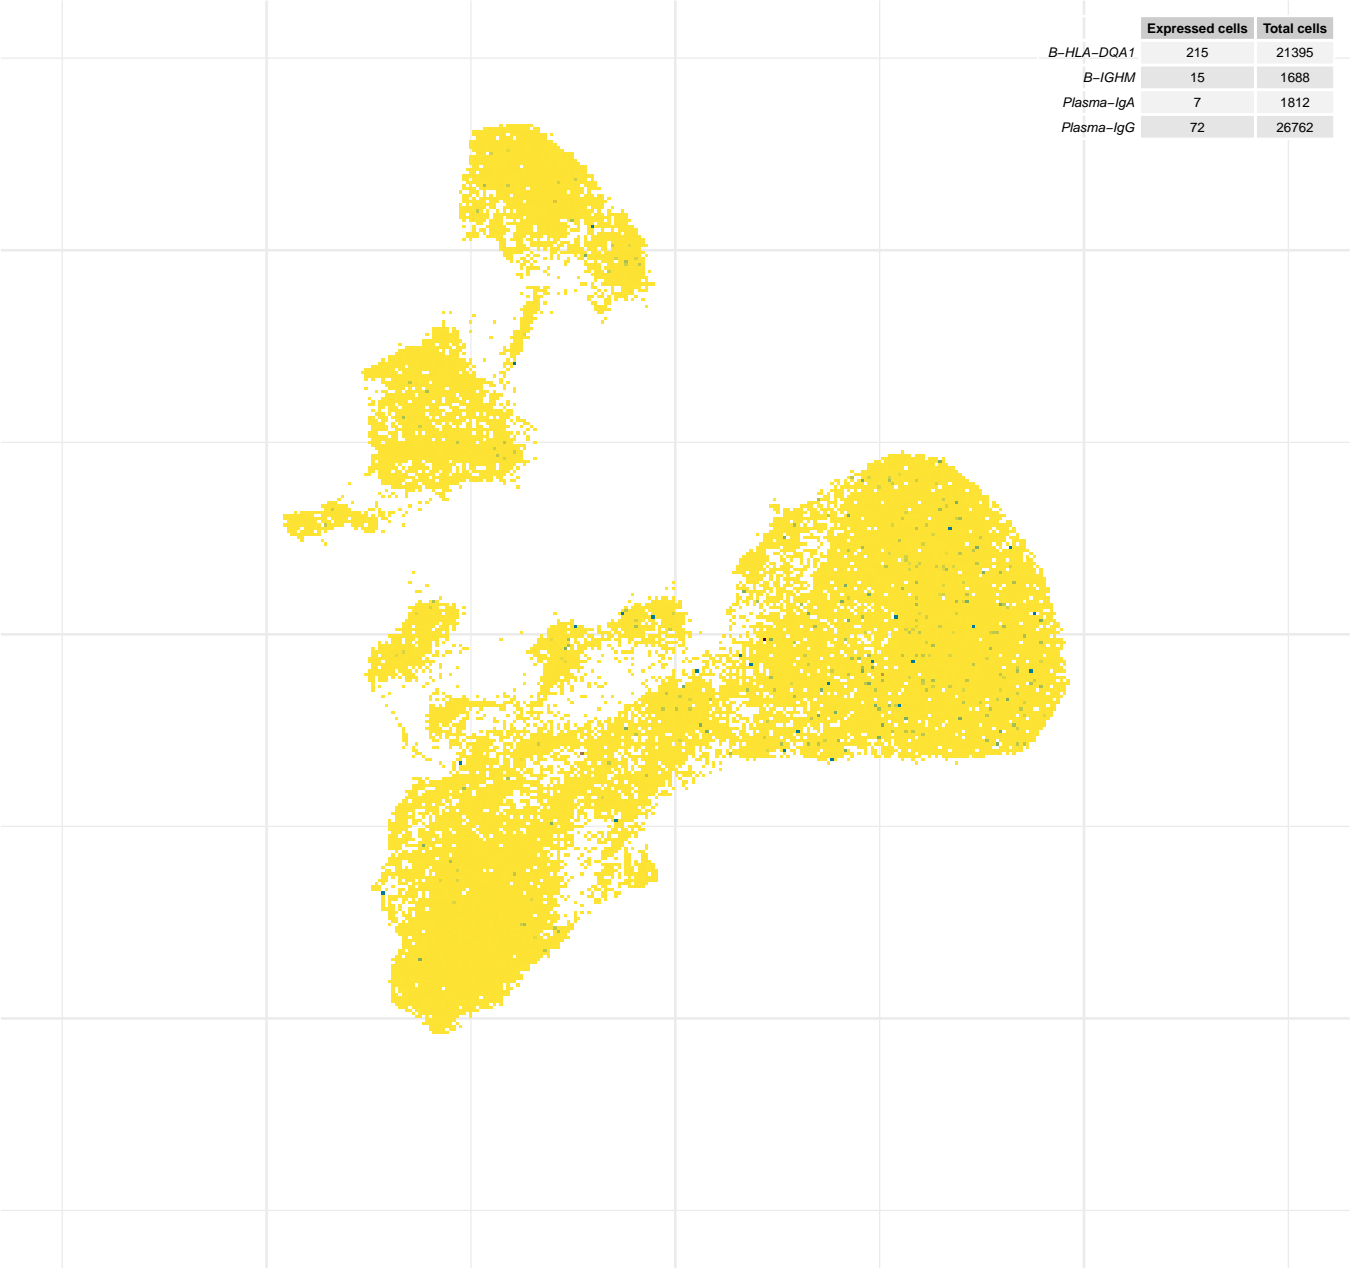 Expressed cells Total cells
B−HLA−DQA1 215 21395
B−IGHM 15 1688
Plasma−IgA 7 1812
Plasma−IgG 72 26762